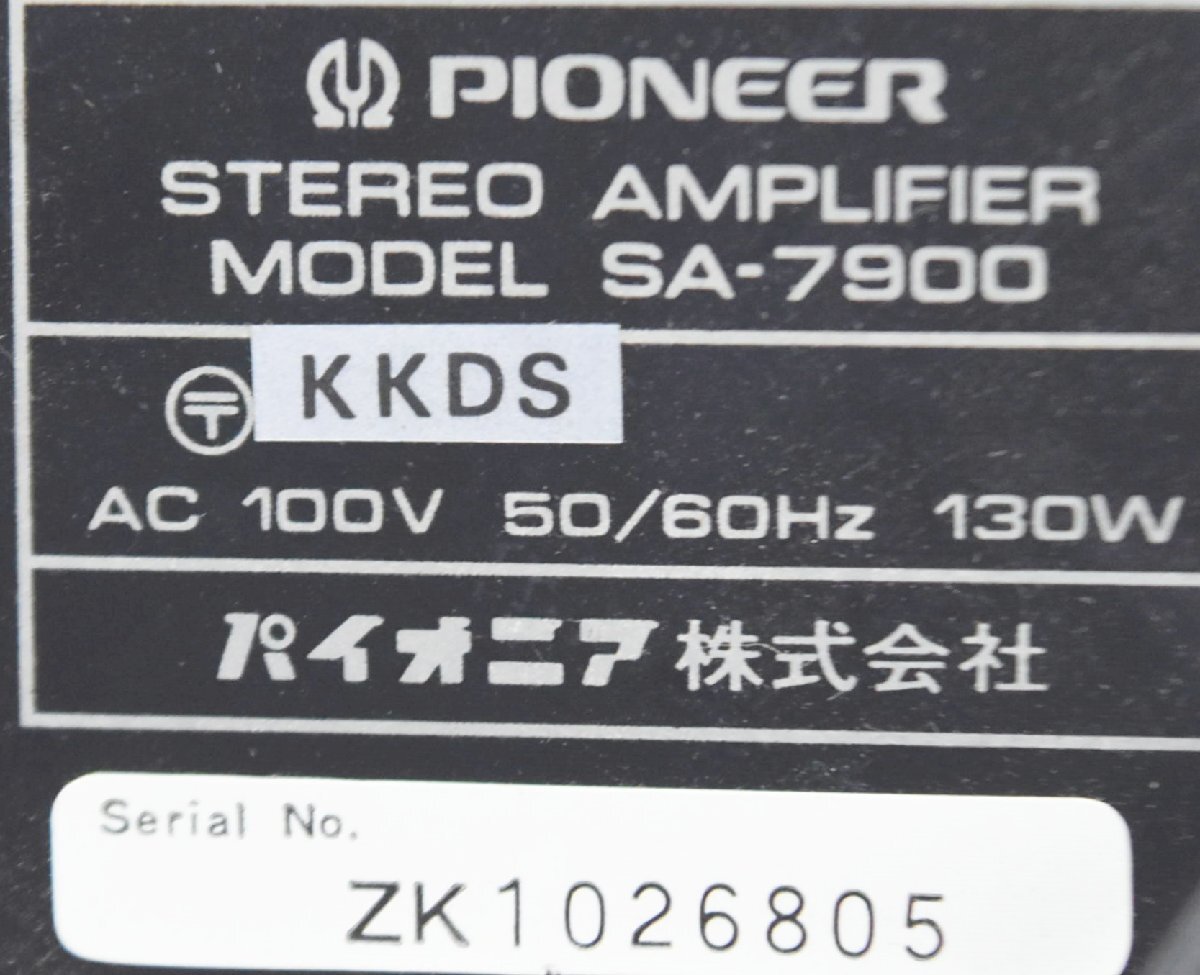 PIONEER
STEREO AMPLIFIER
MODEL SA-7900
〒 KKDS
AC 100V 50/60Hz 130W
パイオニア株式会社
Serial No.
ZK1026805